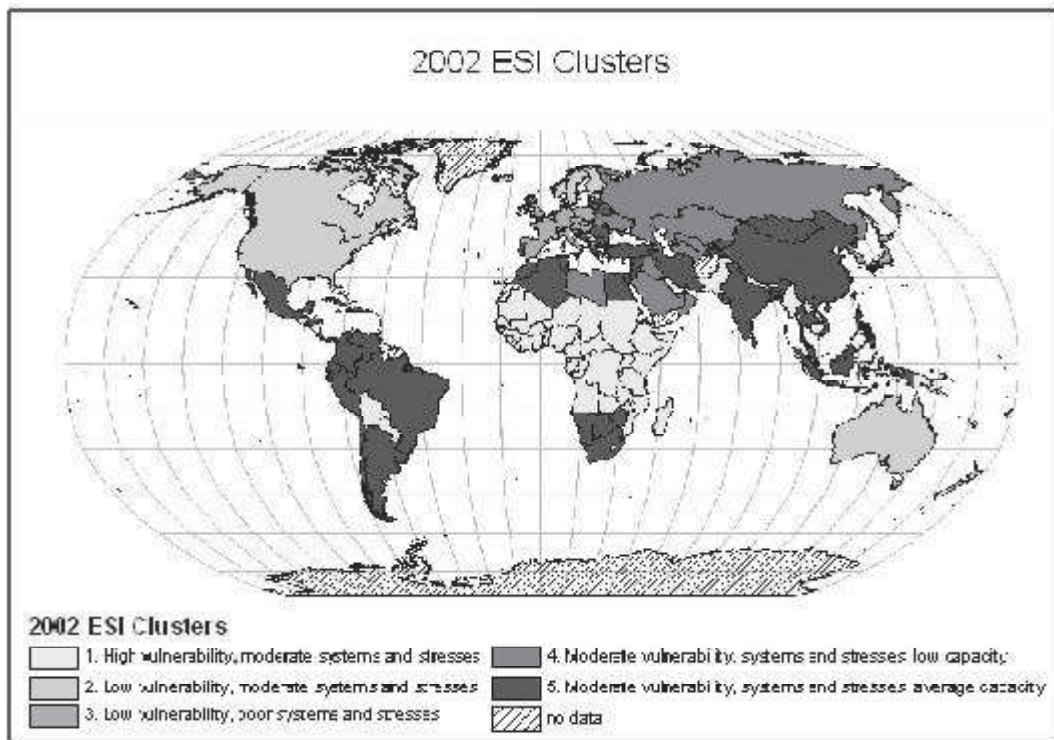 2002 ESI Clusters
2002 ESI Clusters
1. High vulnerability, moderate systems and stresses
2. Low vulnerability, moderate systems and stresses
3. Low vulnerability, poor systems and stresses
4. Moderate vulnerability, systems and stresses low capacity
5. Moderate vulnerability, systems and stresses average capacity
no data